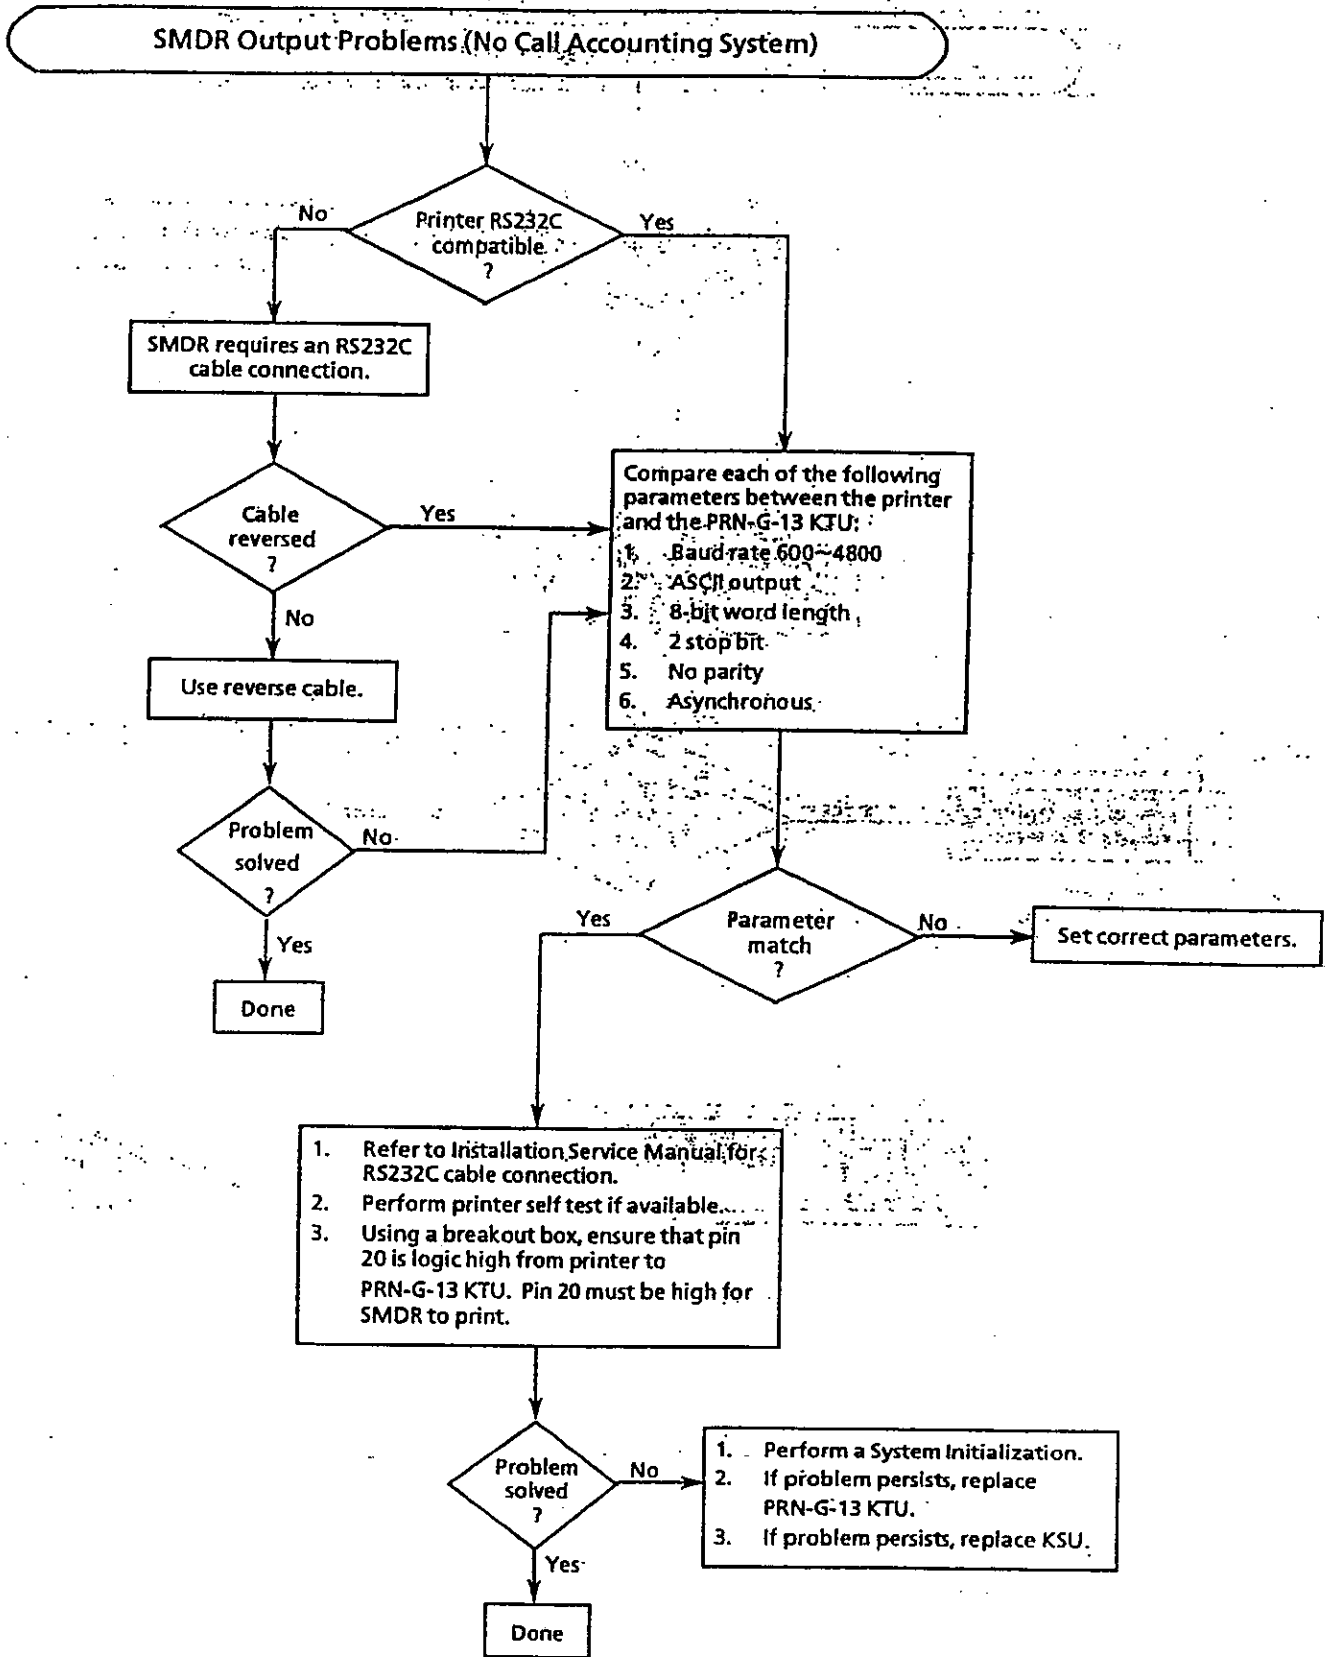 SMDR Output Problems (No Call Accounting System)
Printer RS232C
compatible
?
No
Yes
SMDR requires an RS232C
cable connection.
Cable
reversed
?
Yes
No
Compare each of the following
parameters between the printer
and the PRN-G-13 KTU:
1. Baud rate 600~4800
2. ASCII output
3. 8-bit word length
4. 2 stop bit
5. No parity
6. Asynchronous
Use reverse cable.
Problem
solved
?
No
Yes
Done
Parameter
match
?
Yes
No
Set correct parameters.
1. Refer to Installation Service Manual for
RS232C cable connection.
2. Perform printer self test if available.
3. Using a breakout box, ensure that pin
20 is logic high from printer to
PRN-G-13 KTU. Pin 20 must be high for
SMDR to print.
Problem
solved
?
No
Yes
1. Perform a System Initialization.
2. If problem persists, replace
PRN-G-13 KTU.
3. If problem persists, replace KSU.
Done